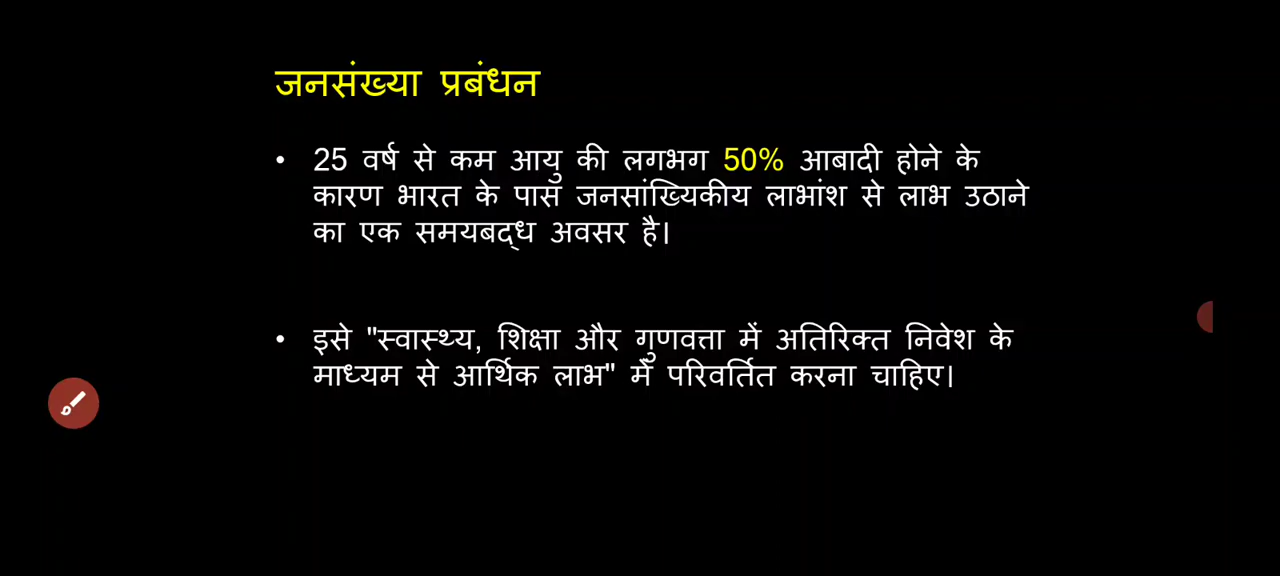 जनसंख्या प्रबंधन
• 25 वर्ष से कम आयु की लगभग 50% आबादी होने के
कारण भारत के पास जनसांख्यिकीय लाभांश से लाभ उठाने
का एक समयबद्ध अवसर है।
• इसे "स्वास्थ्य, शिक्षा और गुणवत्ता में अतिरिक्त निवेश के
माध्यम से आर्थिक लाभ" में परिवर्तित करना चाहिए।